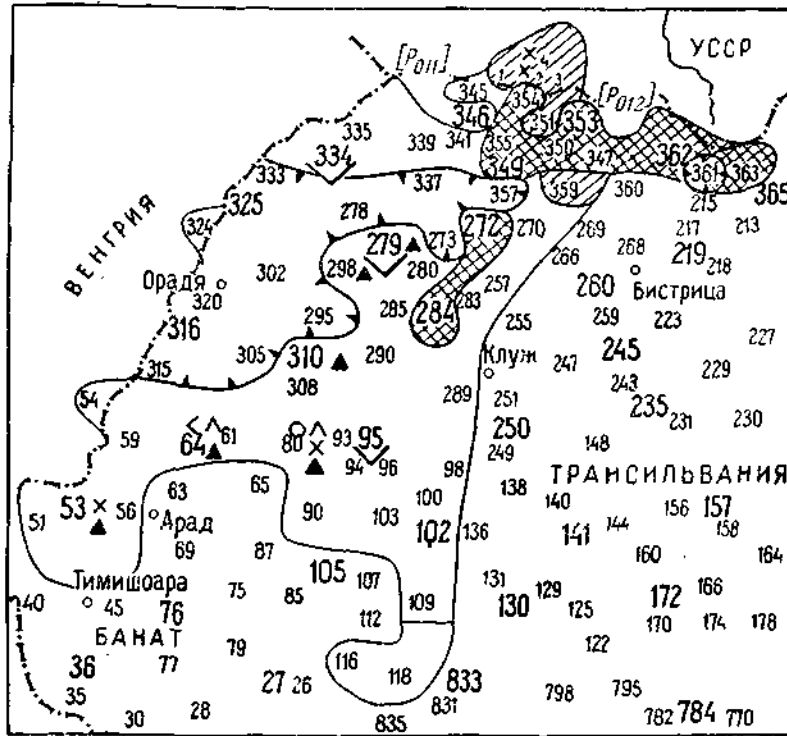 УССР
[Р011]
[Р012]
4
1 2 3
345 354
335 346 351 353
339 341 355 350 347 362
334 349 361 363
333 337 357 359 360 365
325 278 272 215
324 270 269 217 213
279 273 268 219
ВЕНГРИЯ
302 298 280 266 218
Орадя
320 257 260 Бистрица
295 285 284 283
316 255 259 223
227
305 310 290 245
315 Клуж 247
308 243 229
54 289 251 235
231 230
59 64 61 80 93 95 250
148
94 96 98 249
ТРАНСИЛЬВАНИЯ
63 65 138
51 53 56 100 140 156 157
Арад
90 103 102 136 141 144 158
69 87 160 164
105
Тимишоара 107 131 129 172 166
75 85 109
40 45 76 130 125
112 170 174 178
БАНАТ
79 122
36 77 116
27 26 118 833
35 798 795
30 28 831 782 784 770
835